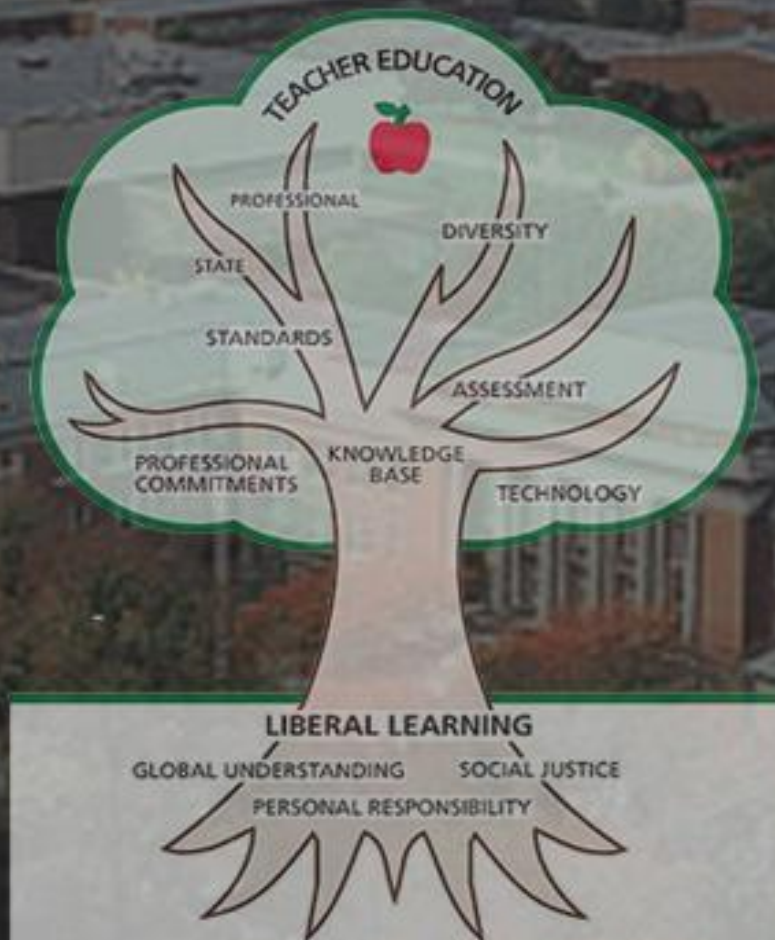 TEACHER EDUCATION
PROFESSIONAL
DIVERSITY
STATE
STANDARDS
ASSESSMENT
KNOWLEDGE
BASE
PROFESSIONAL
COMMITMENTS
TECHNOLOGY
LIBERAL LEARNING
GLOBAL UNDERSTANDING
SOCIAL JUSTICE
PERSONAL RESPONSIBILITY